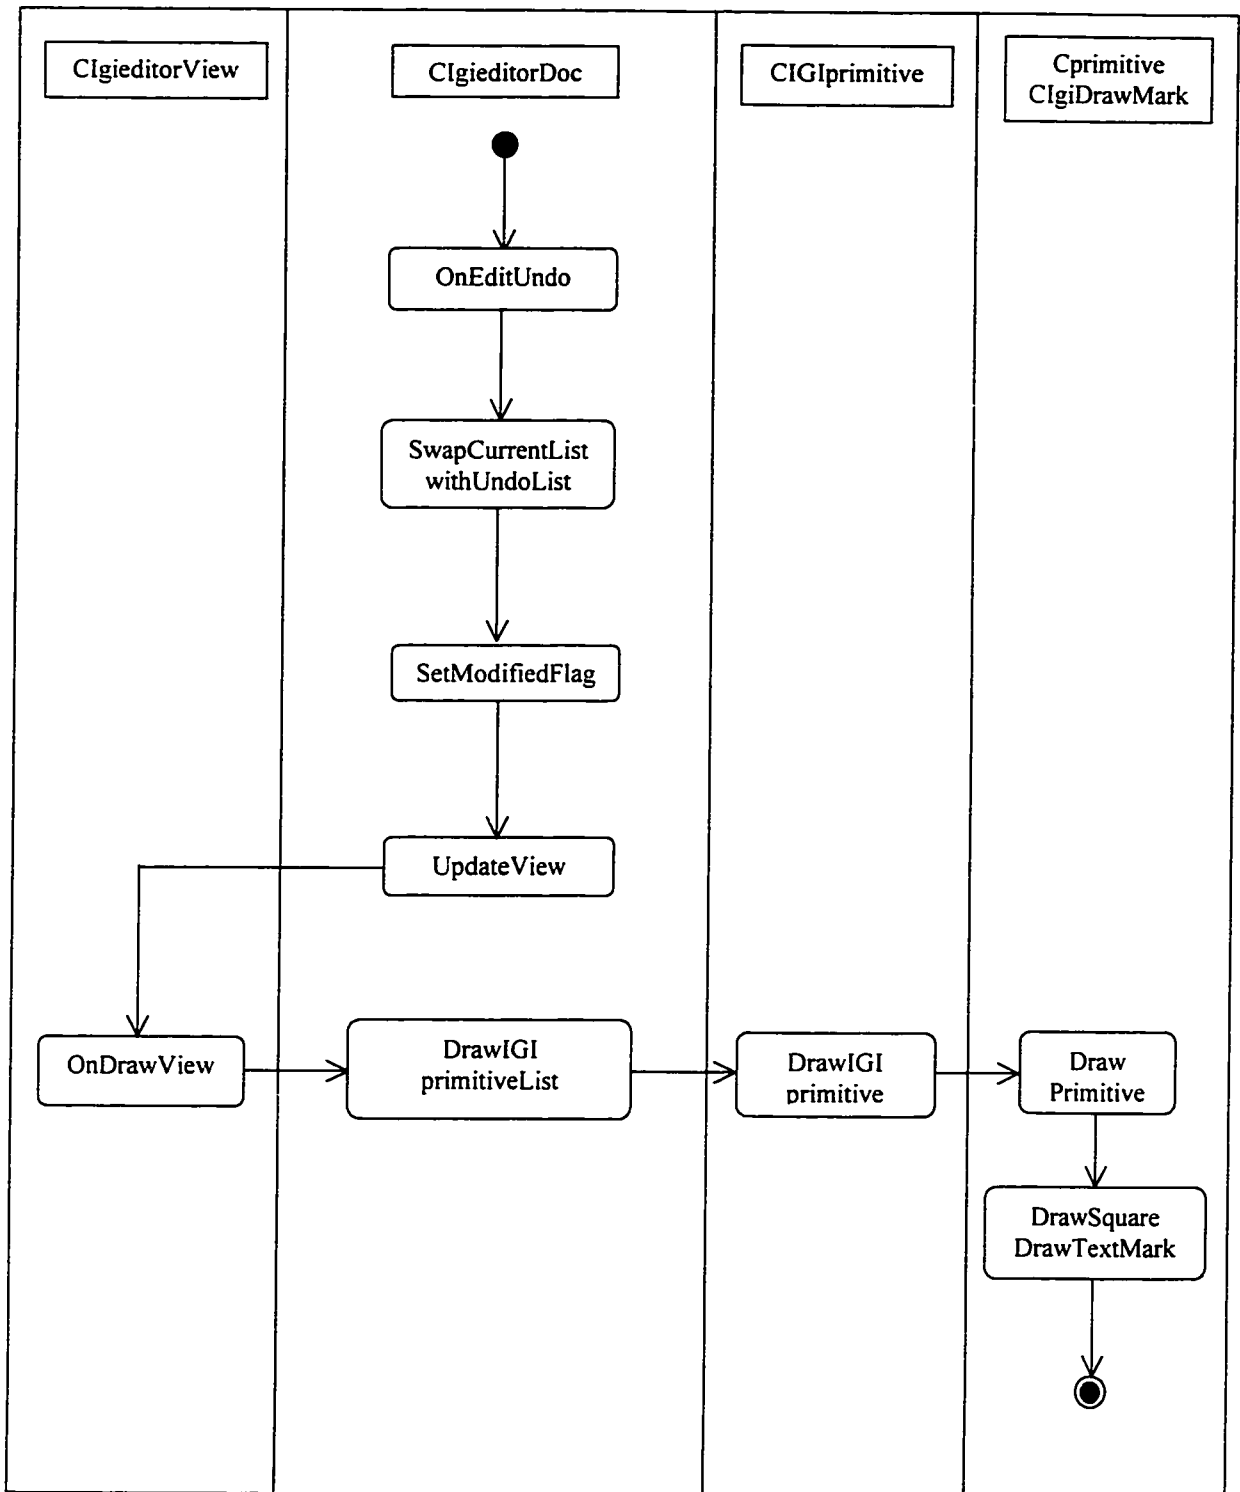 CIgieditorView
CIgieditorDoc
CIGIprimitive
Cprimitive
CIgiDrawMark
OnEditUndo
SwapCurrentList
withUndoList
SetModifiedFlag
UpdateView
OnDrawView
DrawIGI
primitiveList
DrawIGI
primitive
Draw
Primitive
DrawSquare
DrawTextMark